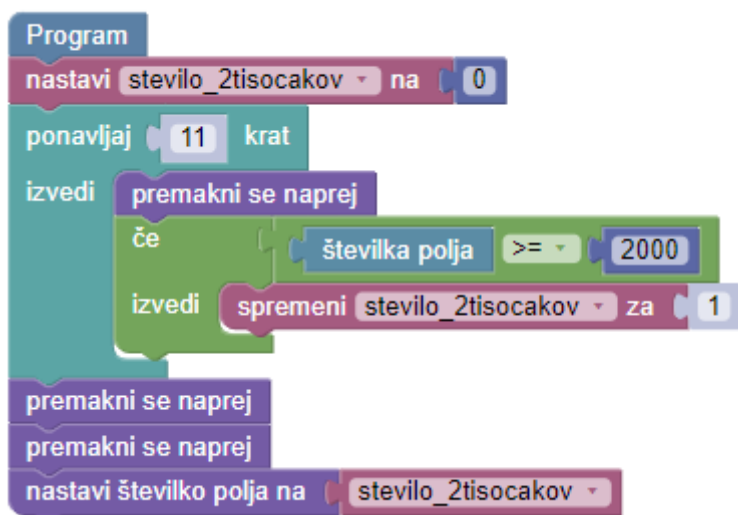 Program
nastavi stevilo_2tisocakov na 0
ponavljaj 11 krat
izvedi premakni se naprej
če številka polja >= 2000
izvedi spremeni stevilo_2tisocakov za 1
premakni se naprej
premakni se naprej
nastavi številko polja na stevilo_2tisocakov